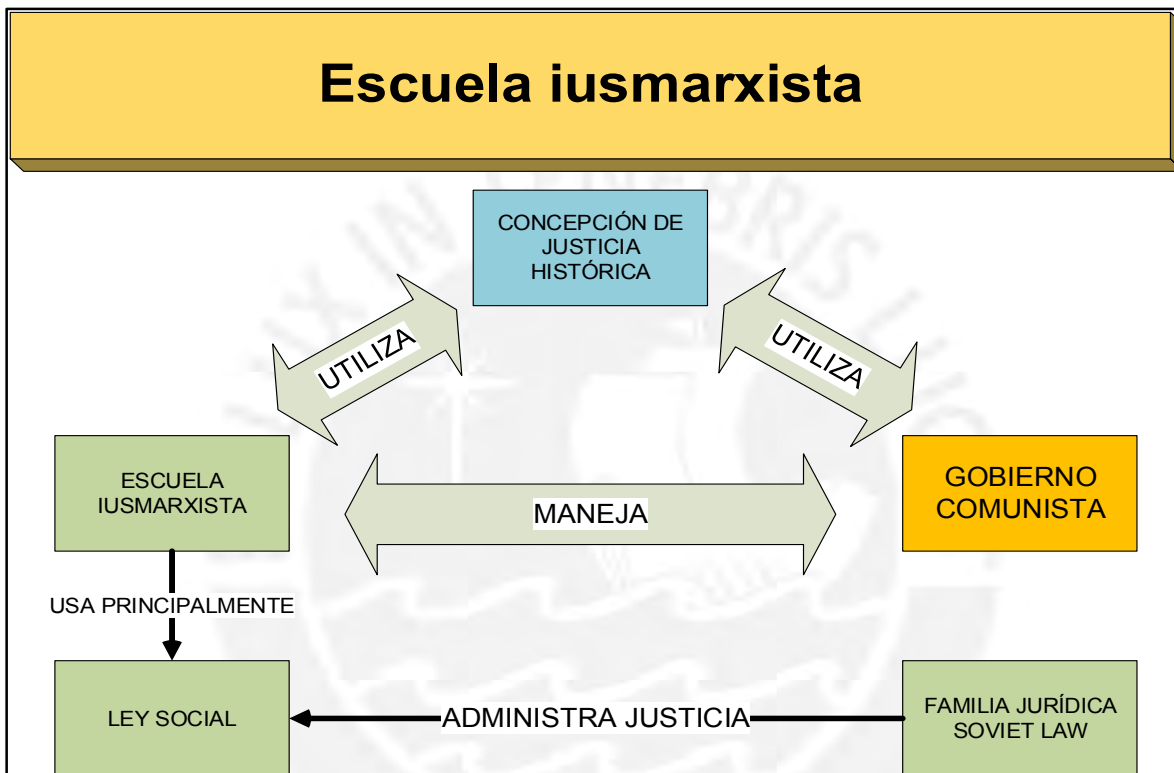 Escuela iusmarxista
CONCEPCIÓN DE
JUSTICIA
HISTÓRICA
UTILIZA
UTILIZA
ESCUELA
IUSMARXISTA
MANEJA
GOBIERNO
COMUNISTA
USA PRINCIPALMENTE
LEY SOCIAL
ADMINISTRA JUSTICIA
FAMILIA JURÍDICA
SOVIET LAW